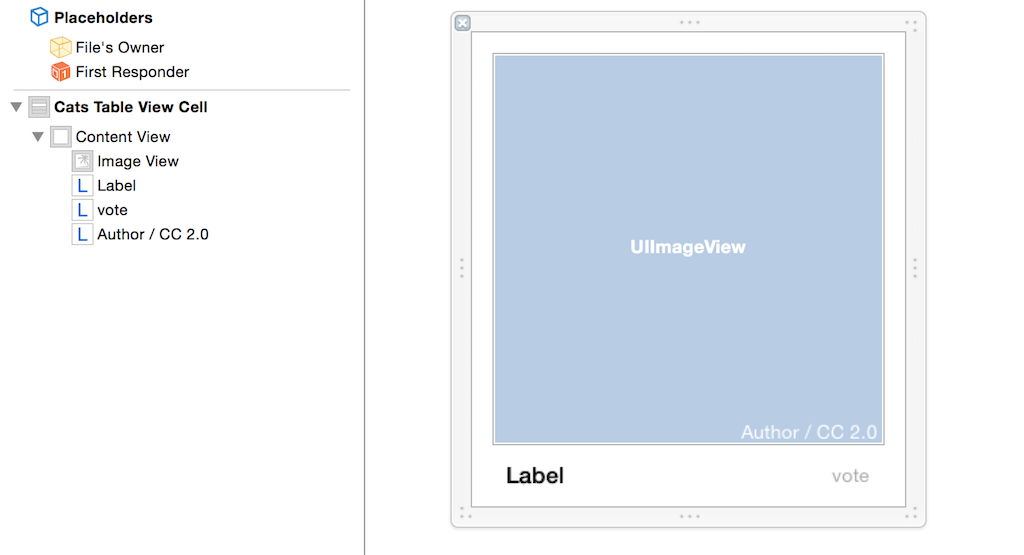 Placeholders
File's Owner
First Responder
Cats Table View Cell
Content View
Image View
L Label
L vote
L Author / CC 2.0
UIImageView
Author / CC 2.0
Label
vote